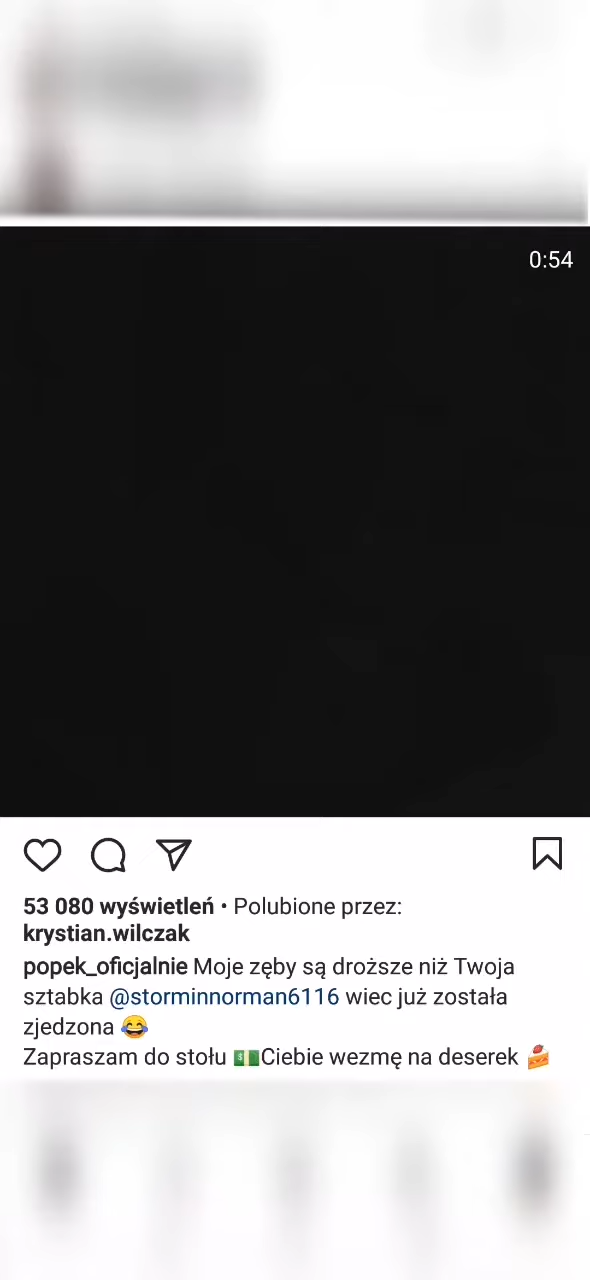 0:54
53 080 wyświetleń • Polubione przez:
krystian.wilczak
popek_oficjalnie Moje zęby są droższe niż Twoja
sztabka @storminnorman6116 wiec już została
zjedzona 😂
Zapraszam do stołu 💵Ciebie wezmę na deserek 🍰